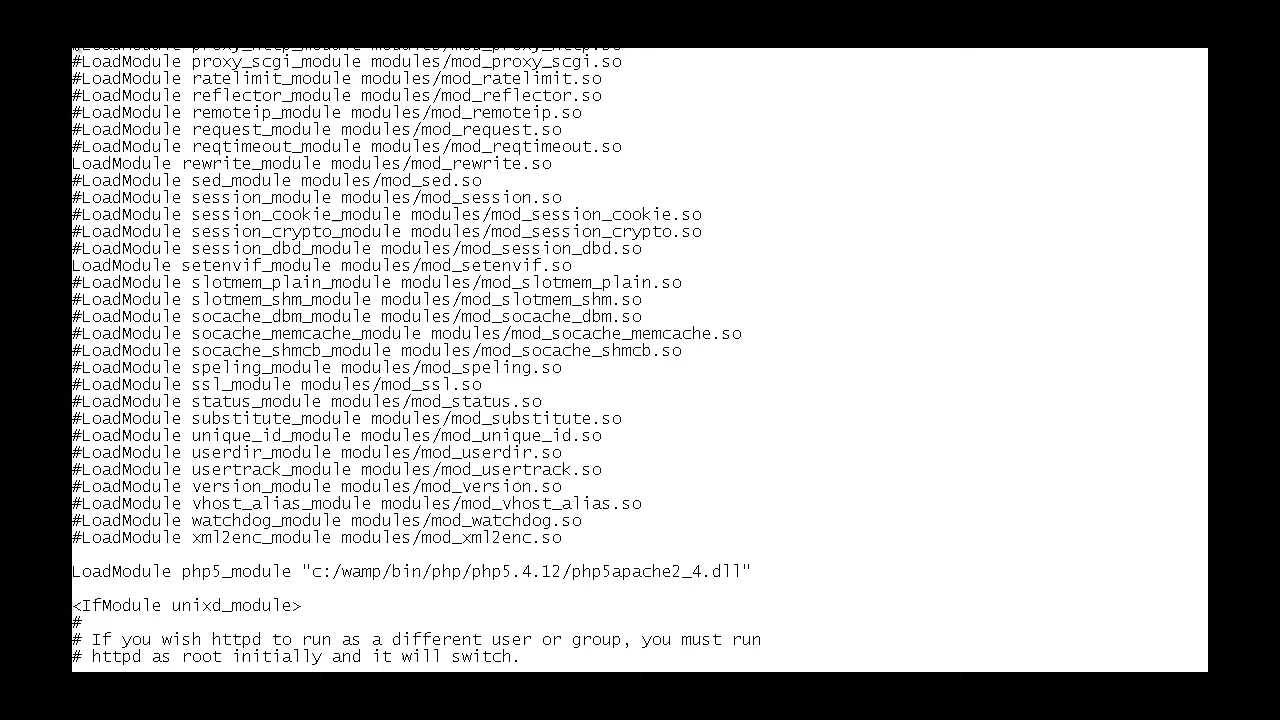 #LoadModule proxy_http_module modules/mod_proxy_http.so
#LoadModule proxy_scgi_module modules/mod_proxy_scgi.so
#LoadModule ratelimit_module modules/mod_ratelimit.so
#LoadModule reflector_module modules/mod_reflector.so
#LoadModule remoteip_module modules/mod_remoteip.so
#LoadModule request_module modules/mod_request.so
#LoadModule reqtimeout_module modules/mod_reqtimeout.so
LoadModule rewrite_module modules/mod_rewrite.so
#LoadModule sed_module modules/mod_sed.so
#LoadModule session_module modules/mod_session.so
#LoadModule session_cookie_module modules/mod_session_cookie.so
#LoadModule session_crypto_module modules/mod_session_crypto.so
#LoadModule session_dbd_module modules/mod_session_dbd.so
LoadModule setenvif_module modules/mod_setenvif.so
#LoadModule slotmem_plain_module modules/mod_slotmem_plain.so
#LoadModule slotmem_shm_module modules/mod_slotmem_shm.so
#LoadModule socache_dbm_module modules/mod_socache_dbm.so
#LoadModule socache_memcache_module modules/mod_socache_memcache.so
#LoadModule socache_shmcb_module modules/mod_socache_shmcb.so
#LoadModule speling_module modules/mod_speling.so
#LoadModule ssl_module modules/mod_ssl.so
#LoadModule status_module modules/mod_status.so
#LoadModule substitute_module modules/mod_substitute.so
#LoadModule unique_id_module modules/mod_unique_id.so
#LoadModule userdir_module modules/mod_userdir.so
#LoadModule usertrack_module modules/mod_usertrack.so
#LoadModule version_module modules/mod_version.so
#LoadModule vhost_alias_module modules/mod_vhost_alias.so
#LoadModule watchdog_module modules/mod_watchdog.so
#LoadModule xml2enc_module modules/mod_xml2enc.so
LoadModule php5_module "c:/wamp/bin/php/php5.4.12/php5apache2_4.dll"
<IfModule unixd_module>
#
# If you wish httpd to run as a different user or group, you must run
# httpd as root initially and it will switch.